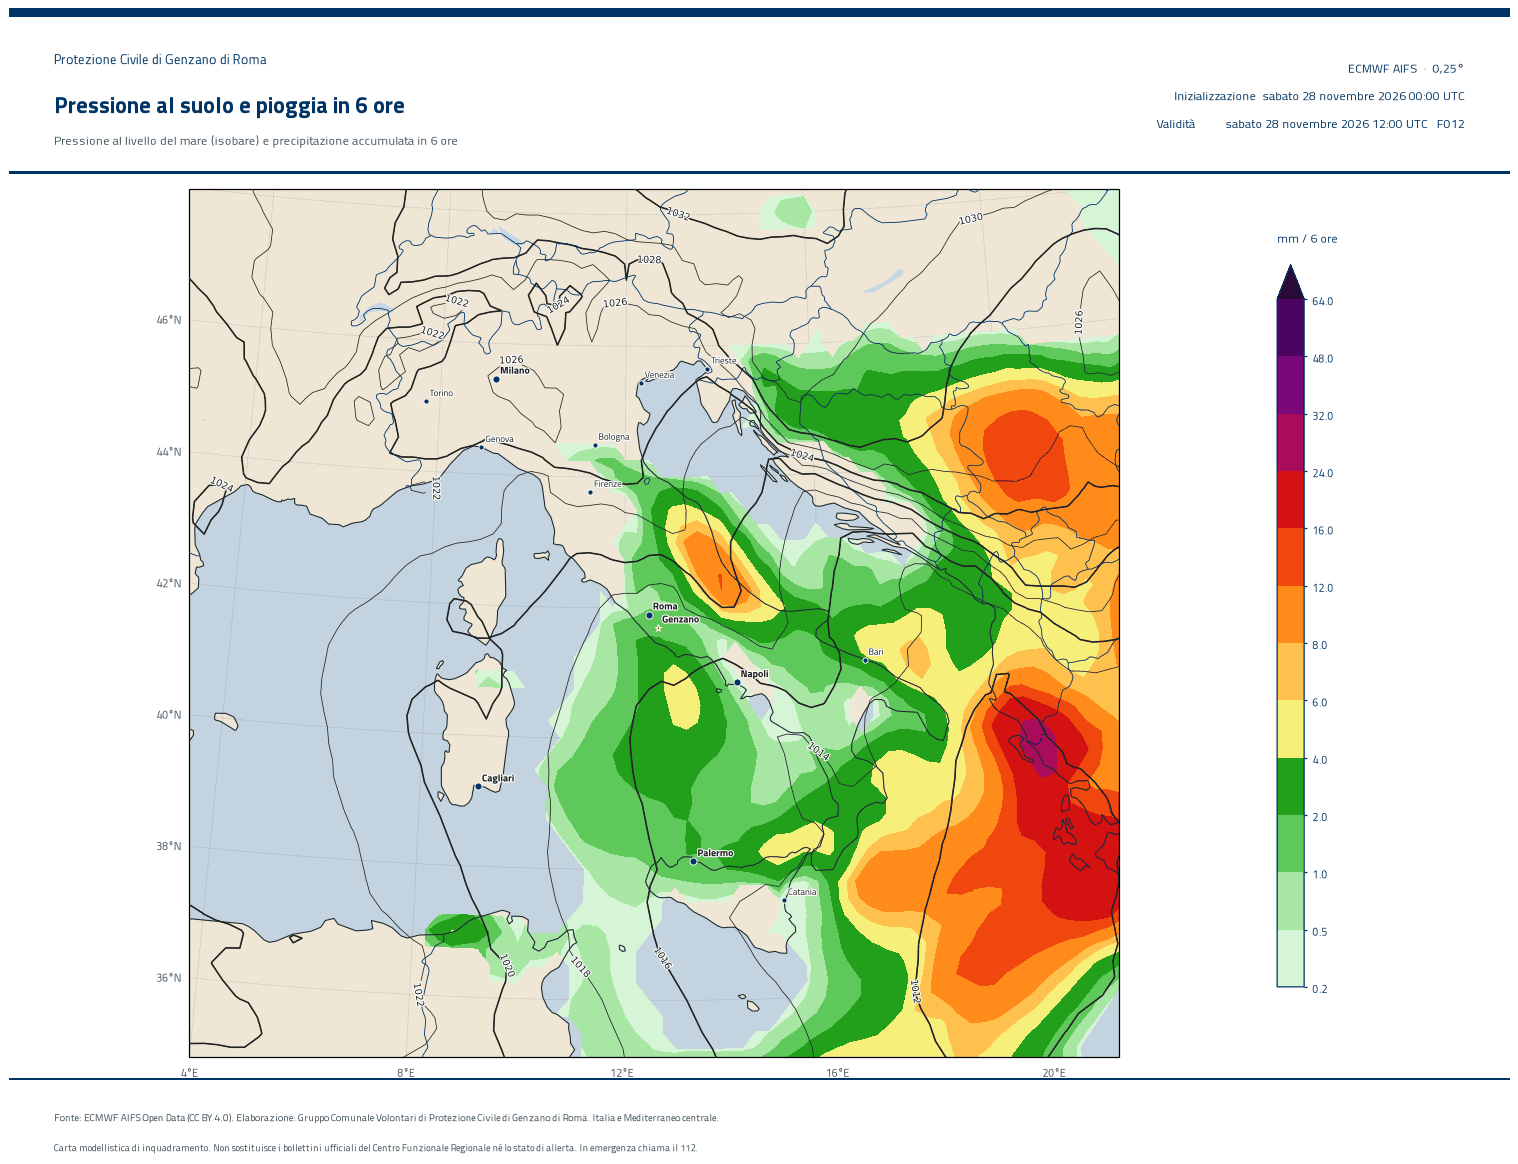 Protezione Civile di Genzano di Roma
Pressione al suolo e pioggia in 6 ore
Pressione al livello del mare (isobare) e precipitazione accumulata in 6 ore
ECMWF AIFS · 0,25°
Inizializzazione sabato 28 novembre 2026 00:00 UTC
Validità sabato 28 novembre 2026 12:00 UTC F012
mm / 6 ore
64.0
48.0
32.0
24.0
16.0
12.0
8.0
6.0
4.0
2.0
1.0
0.5
0.2
46°N
44°N
42°N
40°N
38°N
36°N
4°E
8°E
12°E
16°E
20°E
1032
1030
1028
1026
1024
1022
1022
1026
1026
Milano
Torino
Venezia
Trieste
Genova
Bologna
Firenze
1024
1022
1024
Roma
Genzano
Napoli
Bari
Cagliari
Palermo
Catania
1014
1016
1018
1020
1022
1012
Fonte: ECMWF AIFS Open Data (CC BY 4.0). Elaborazione: Gruppo Comunale Volontari di Protezione Civile di Genzano di Roma. Italia e Mediterraneo centrale.
Carta modellistica di inquadramento. Non sostituisce i bollettini ufficiali del Centro Funzionale Regionale né lo stato di allerta. In emergenza chiama il 112.